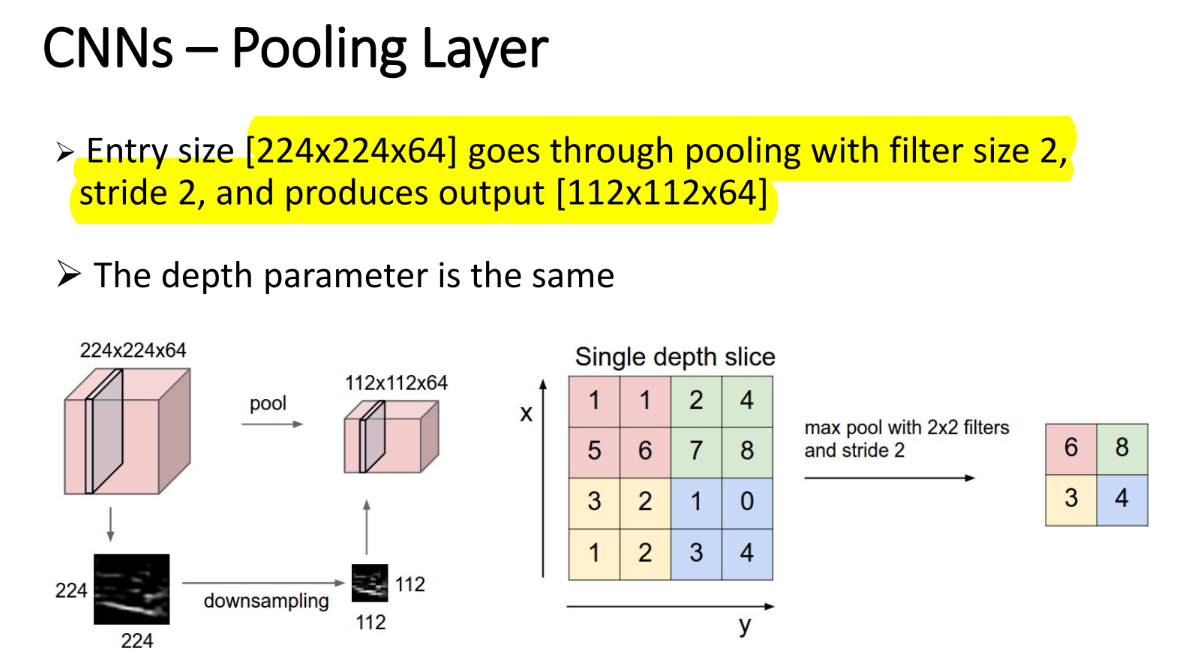 CNNs – Pooling Layer
➢ Entry size [224x224x64] goes through pooling with filter size 2,
stride 2, and produces output [112x112x64]
➢ The depth parameter is the same
224x224x64
pool
112x112x64
224
224
downsampling
112
112
Single depth slice
x
1 1 2 4
5 6 7 8
3 2 1 0
1 2 3 4
y
max pool with 2x2 filters
and stride 2
6 8
3 4